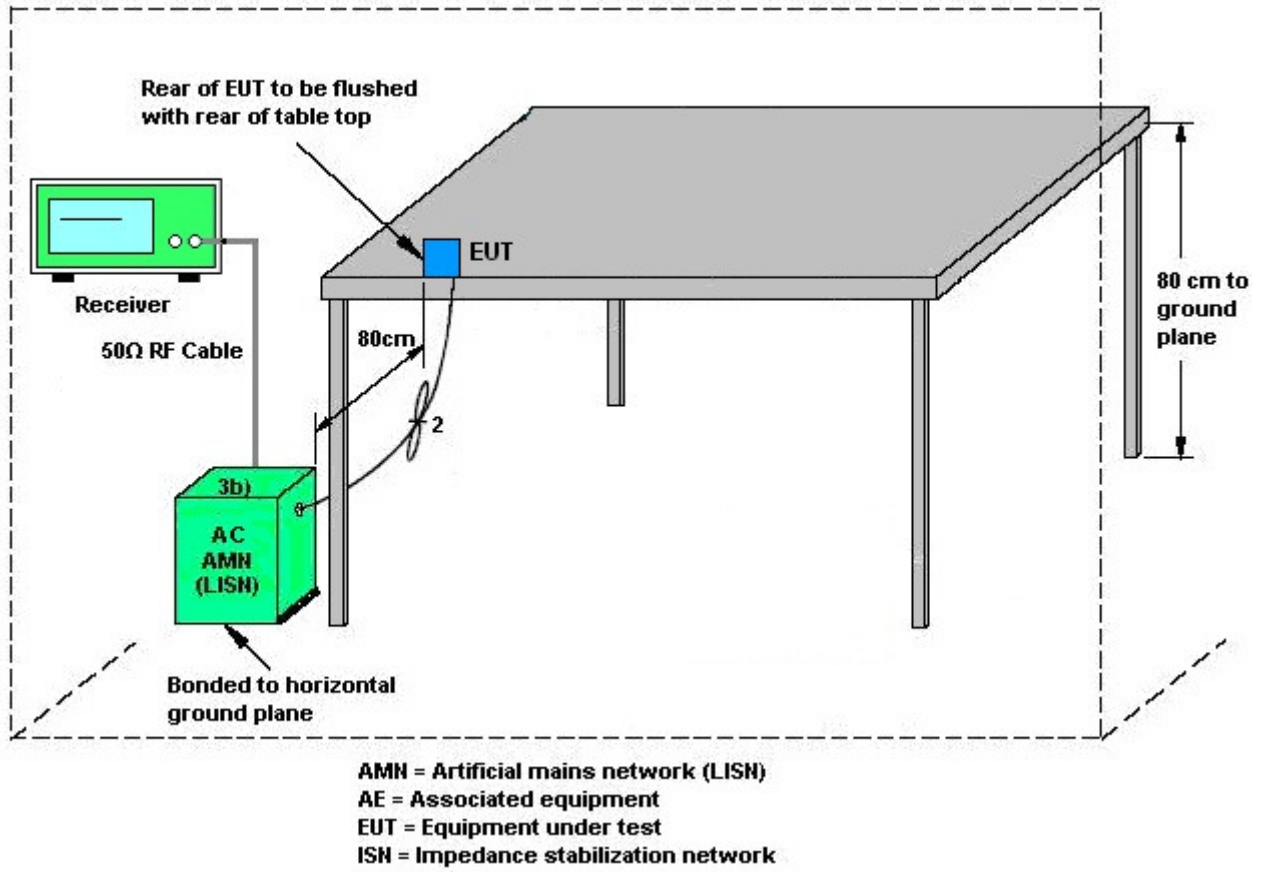 Rear of EUT to be flushed
with rear of table top
EUT
Receiver
50Ω RF Cable
80cm
2
80 cm to
ground
plane
3b)
AC
AMN
(LISN)
Bonded to horizontal
ground plane
AMN = Artificial mains network (LISN)
AE = Associated equipment
EUT = Equipment under test
ISN = Impedance stabilization network